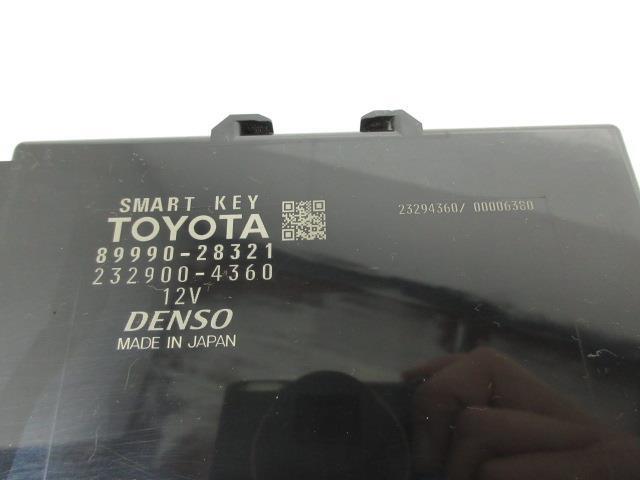 SMART KEY
TOYOTA
89990-28321
232900-4360
12V
DENSO
MADE IN JAPAN
23294360/ 00006380